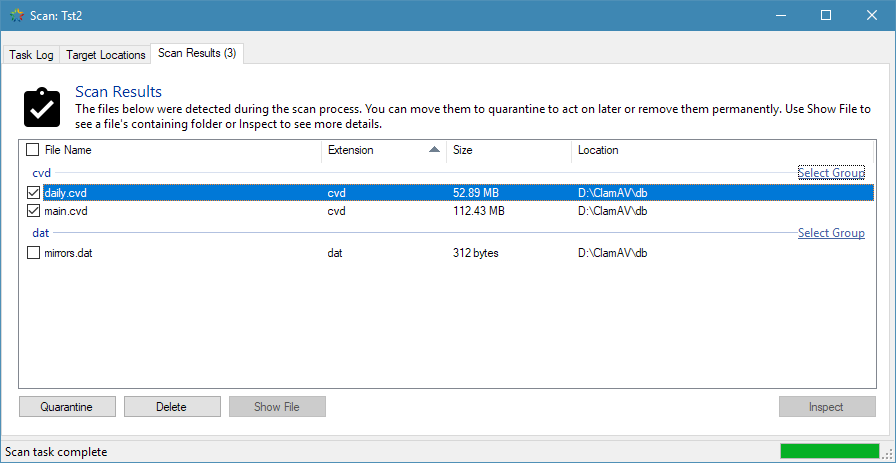 Scan: Tst2
Task Log Target Locations Scan Results (3)
Scan Results
The files below were detected during the scan process. You can move them to quarantine to act on later or remove them permanently. Use Show File to
see a file's containing folder or Inspect to see more details.
File Name Extension Size Location
cvd Select Group
daily.cvd cvd 52.89 MB D:\ClamAV\db
main.cvd cvd 112.43 MB D:\ClamAV\db
dat Select Group
mirrors.dat dat 312 bytes D:\ClamAV\db
Quarantine Delete Show File Inspect
Scan task complete